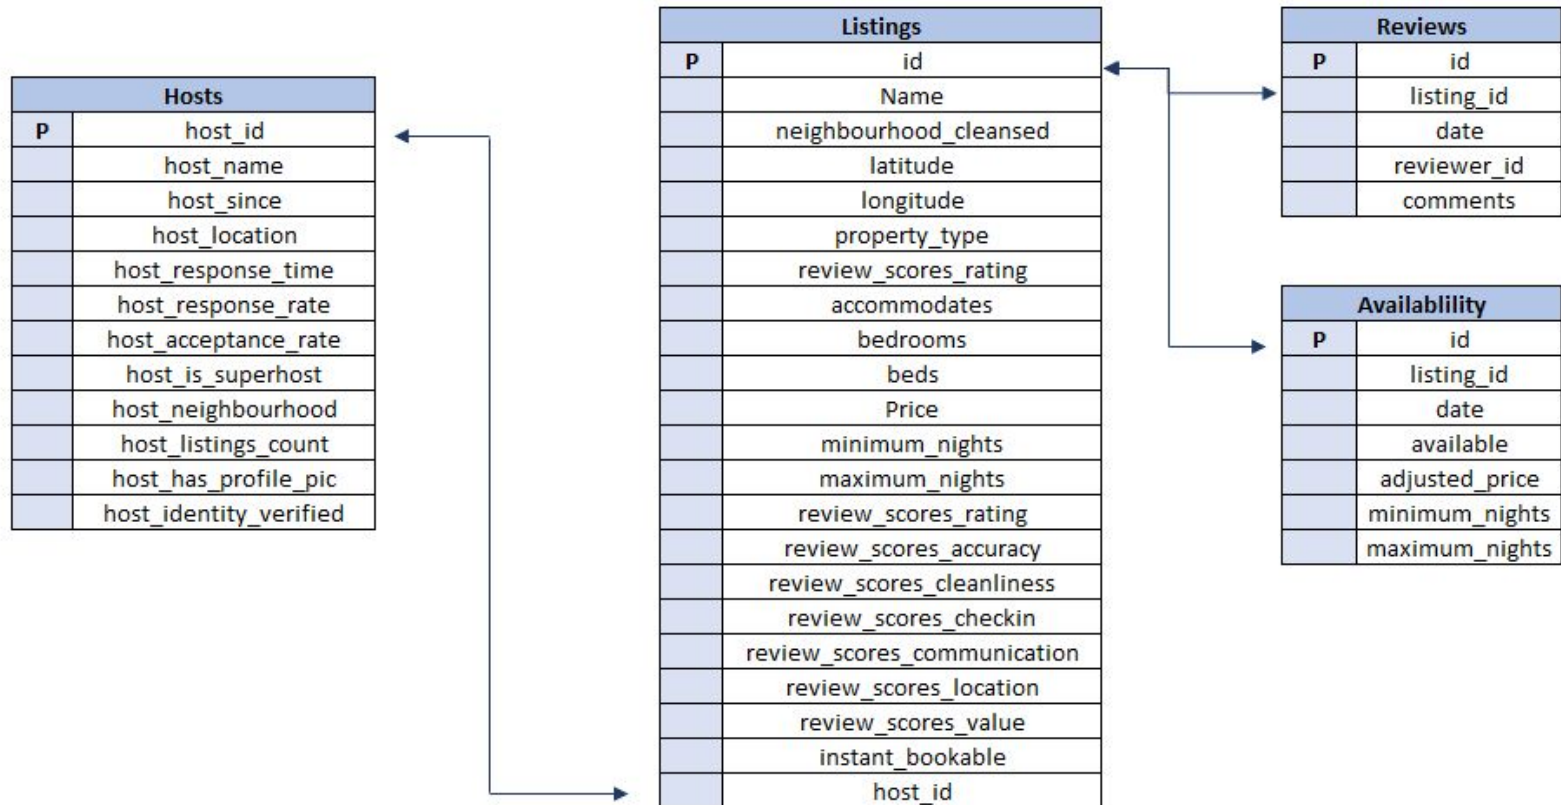 Hosts
P host_id
host_name
host_since
host_location
host_response_time
host_response_rate
host_acceptance_rate
host_is_superhost
host_neighbourhood
host_listings_count
host_has_profile_pic
host_identity_verified
Listings
P id
Name
neighbourhood_cleansed
latitude
longitude
property_type
review_scores_rating
accommodates
bedrooms
beds
Price
minimum_nights
maximum_nights
review_scores_rating
review_scores_accuracy
review_scores_cleanliness
review_scores_checkin
review_scores_communication
review_scores_location
review_scores_value
instant_bookable
host_id
Reviews
P id
listing_id
date
reviewer_id
comments
Availablility
P id
listing_id
date
available
adjusted_price
minimum_nights
maximum_nights